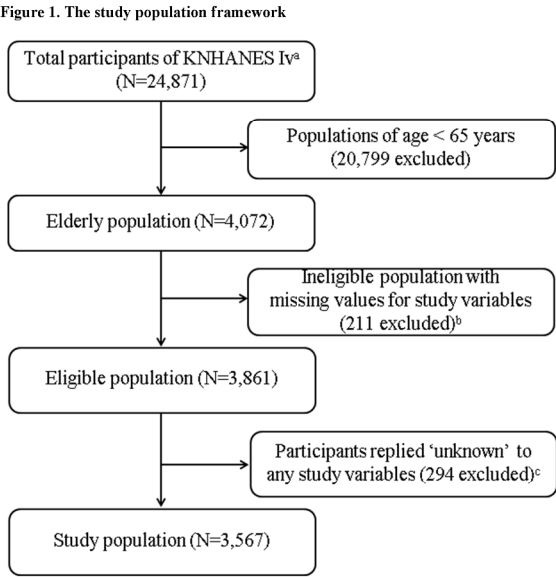 Figure 1. The study population framework
Total participants of KNHANES Ivᵃ
(N=24,871)
Populations of age < 65 years
(20,799 excluded)
Elderly population (N=4,072)
Ineligible population with
missing values for study variables
(211 excluded)ᵇ
Eligible population (N=3,861)
Participants replied ‘unknown’ to
any study variables (294 excluded)ᶜ
Study population (N=3,567)